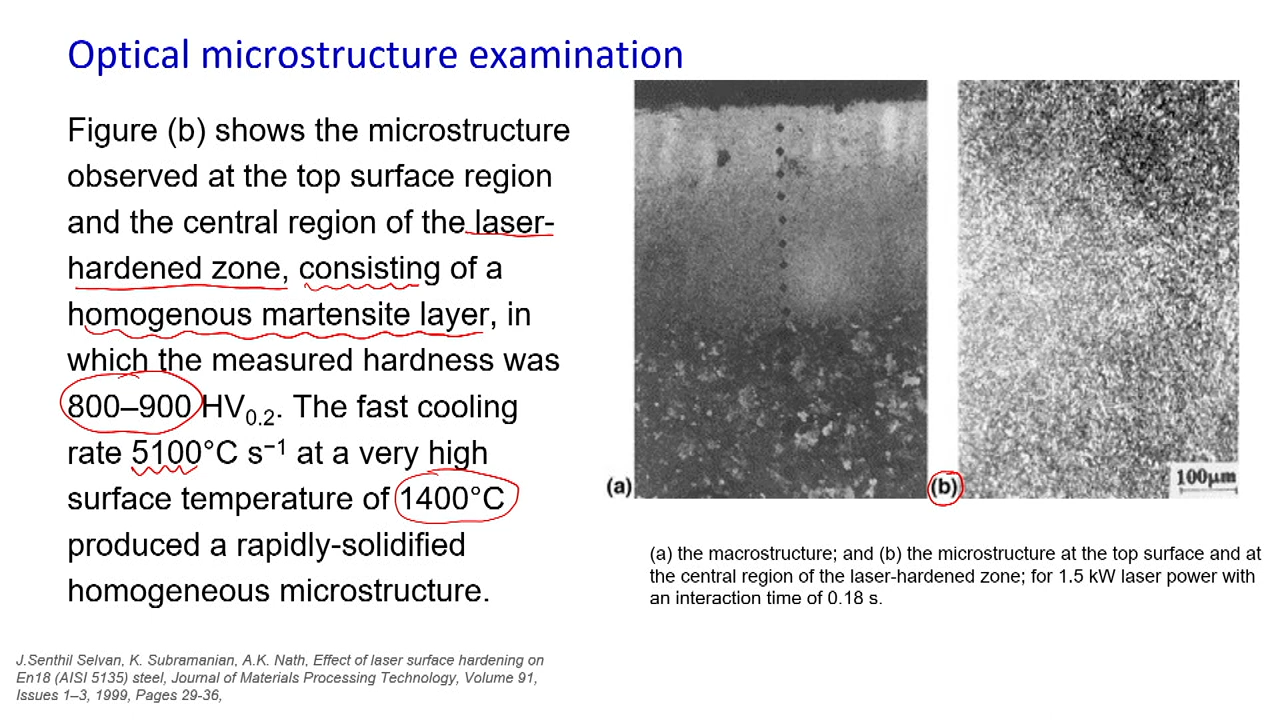 Optical microstructure examination
Figure (b) shows the microstructure
observed at the top surface region
and the central region of the laser-
hardened zone, consisting of a
homogenous martensite layer, in
which the measured hardness was
800–900 HV0.2. The fast cooling
rate 5100°C s−1 at a very high
surface temperature of 1400°C
produced a rapidly-solidified
homogeneous microstructure.
(a)
(b)
100μm
(a) the macrostructure; and (b) the microstructure at the top surface and at
the central region of the laser-hardened zone; for 1.5 kW laser power with
an interaction time of 0.18 s.
J.Senthil Selvan, K. Subramanian, A.K. Nath, Effect of laser surface hardening on
En18 (AISI 5135) steel, Journal of Materials Processing Technology, Volume 91,
Issues 1–3, 1999, Pages 29-36,